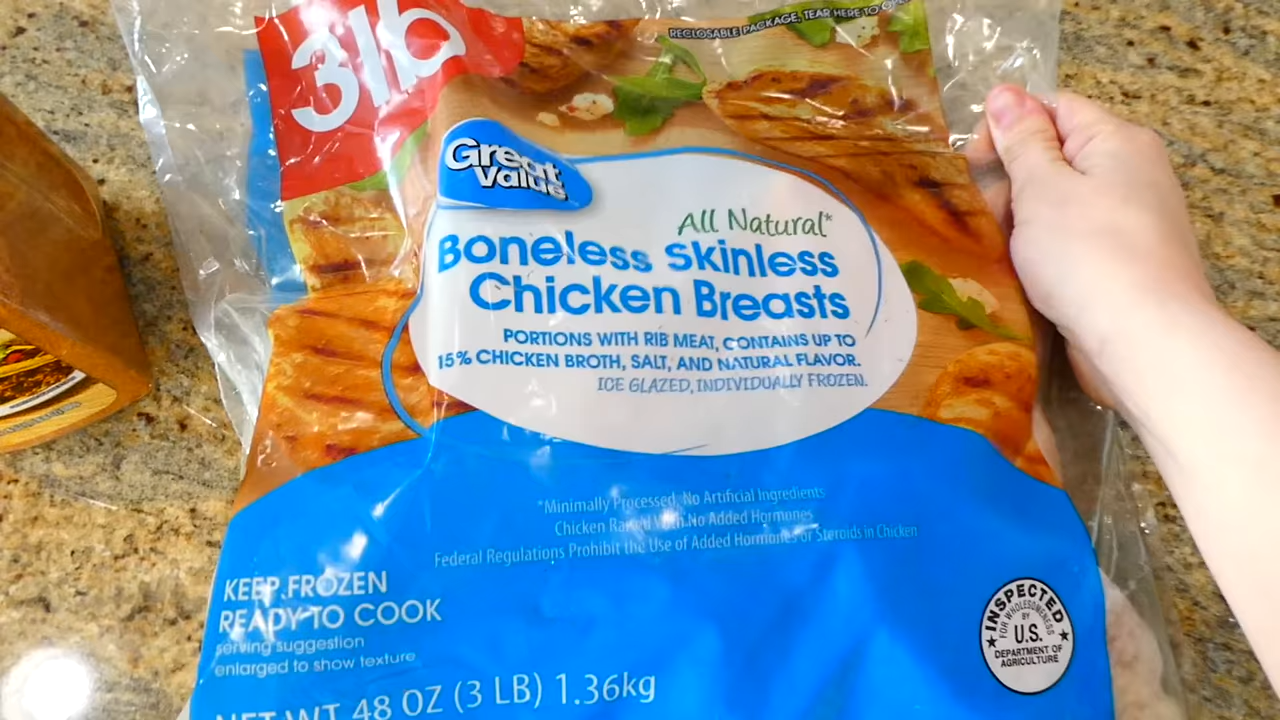 3lb
RECLOSABLE PACKAGE, TEAR HERE TO
Great
Value
All Natural*
Boneless Skinless
Chicken Breasts
PORTIONS WITH RIB MEAT, CONTAINS UP TO
15% CHICKEN BROTH, SALT, AND NATURAL FLAVOR.
ICE GLAZED, INDIVIDUALLY FROZEN.
*Minimally Processed, No Artificial Ingredients
Chicken Raised With No Added Hormones
Federal Regulations Prohibit the Use of Added Hormones or Steroids in Chicken
KEEP FROZEN
READY TO COOK
serving suggestion
enlarged to show texture
NET WT 48 OZ (3 LB) 1.36kg
INSPECTED
FOR WHOLESOMENESS
BY
U.S.
DEPARTMENT OF
AGRICULTURE